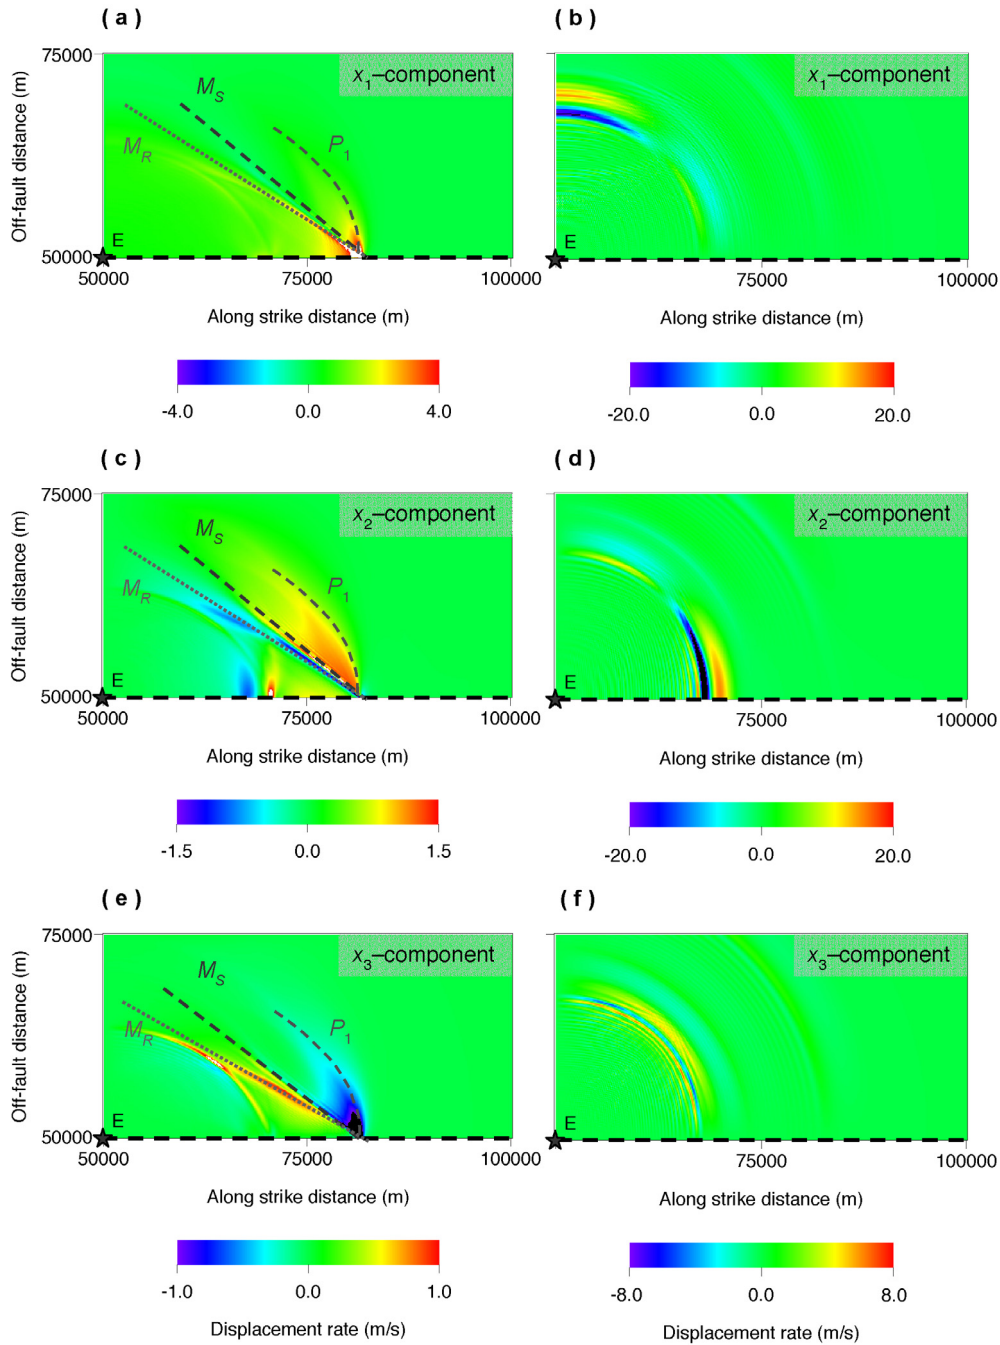 ( a )
( b )
75000
x1–component
MS
MR
P1
E
50000
50000
75000
100000
Off-fault distance (m)
Along strike distance (m)
-4.0
0.0
4.0
x1–component
E
75000
100000
Along strike distance (m)
-20.0
0.0
20.0
( c )
( d )
75000
x2–component
MS
MR
P1
E
50000
50000
75000
100000
Off-fault distance (m)
Along strike distance (m)
-1.5
0.0
1.5
x2–component
E
75000
100000
Along strike distance (m)
-20.0
0.0
20.0
( e )
( f )
75000
x3–component
MS
MR
P1
E
50000
50000
75000
100000
Off-fault distance (m)
Along strike distance (m)
-1.0
0.0
1.0
Displacement rate (m/s)
x3–component
E
75000
100000
Along strike distance (m)
-8.0
0.0
8.0
Displacement rate (m/s)